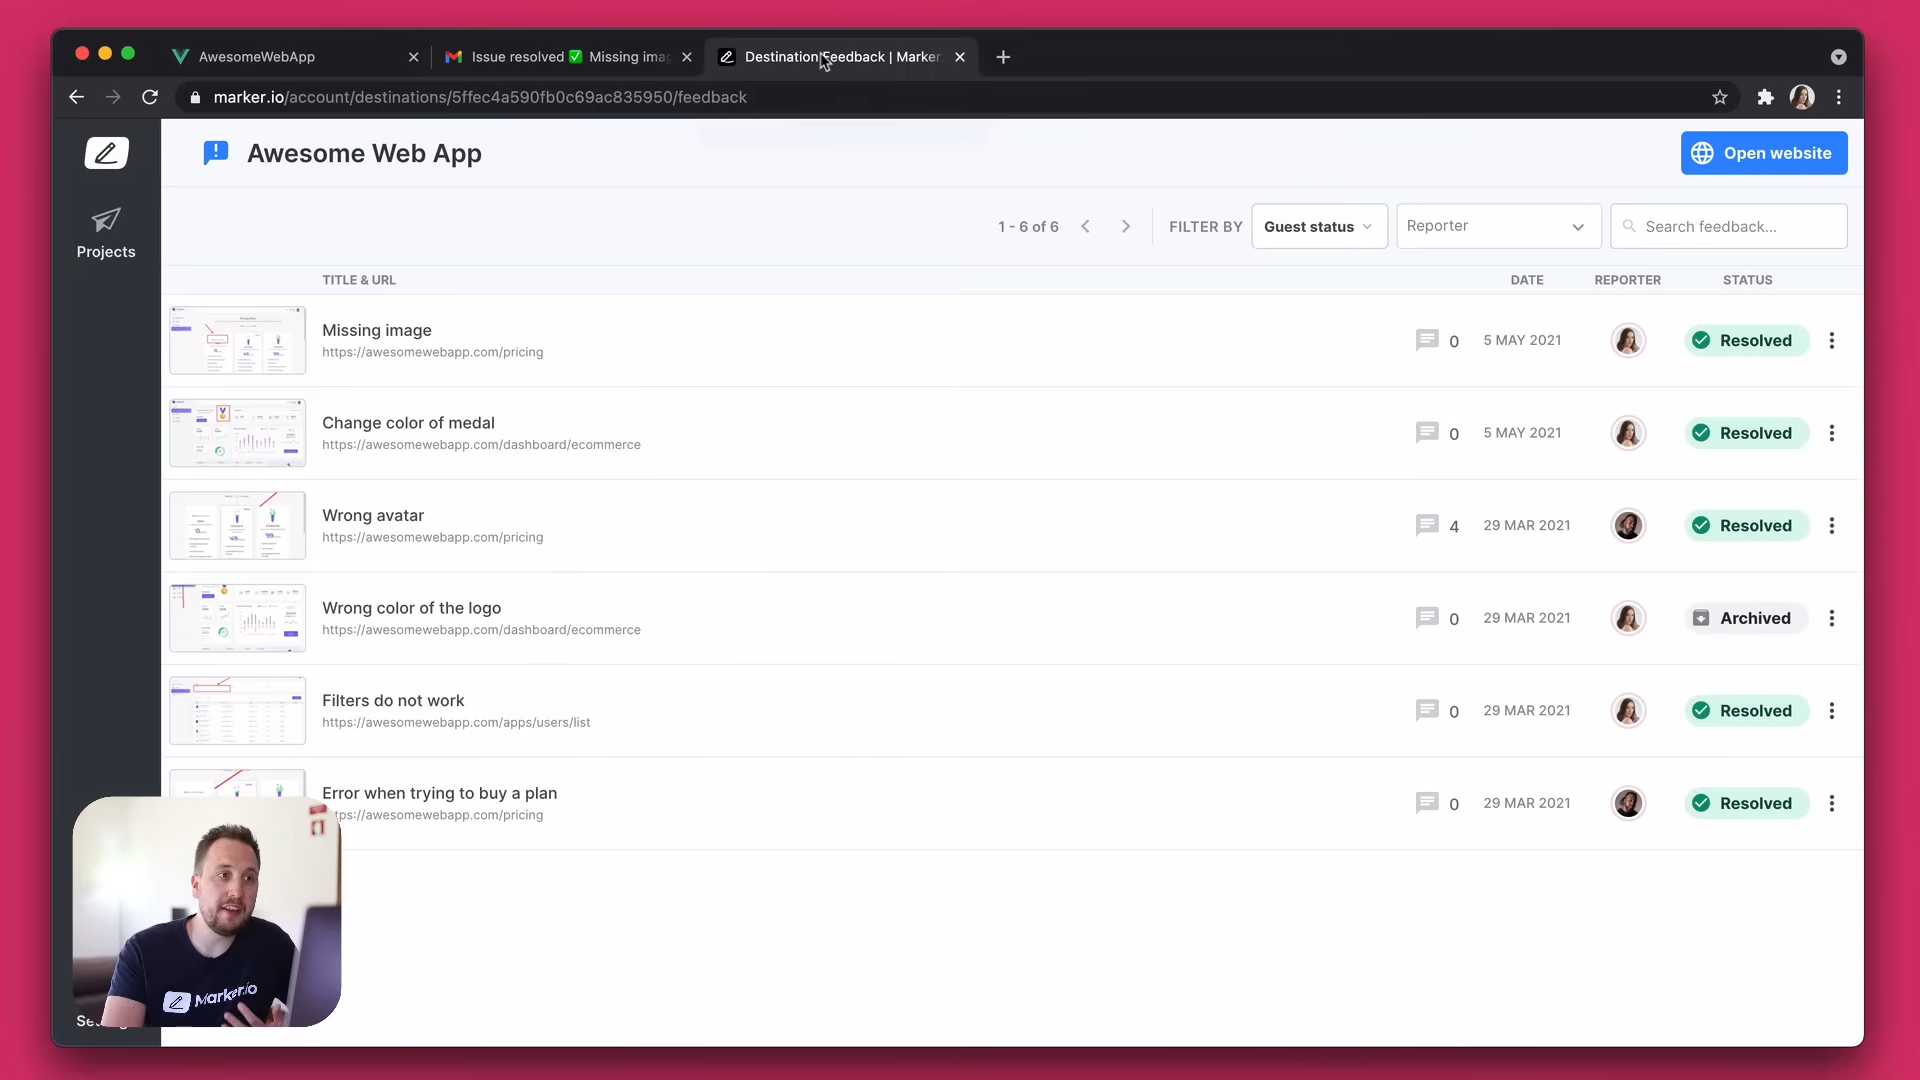 AwesomeWebApp
Issue resolved ✅ Missing ima
Destination Feedback | Marker.
marker.io/account/destinations/5ffec4a590fb0c69ac835950/feedback
Awesome Web App
Open website
Projects
1 - 6 of 6
FILTER BY
Guest status
Reporter
Search feedback...
TITLE & URL
DATE
REPORTER
STATUS
Missing image
https://awesomewebapp.com/pricing
0
5 MAY 2021
Resolved
Change color of medal
https://awesomewebapp.com/dashboard/ecommerce
0
5 MAY 2021
Resolved
Wrong avatar
https://awesomewebapp.com/pricing
4
29 MAR 2021
Resolved
Wrong color of the logo
https://awesomewebapp.com/dashboard/ecommerce
0
29 MAR 2021
Archived
Filters do not work
https://awesomewebapp.com/apps/users/list
0
29 MAR 2021
Resolved
Error when trying to buy a plan
tps://awesomewebapp.com/pricing
0
29 MAR 2021
Resolved
Marker.io